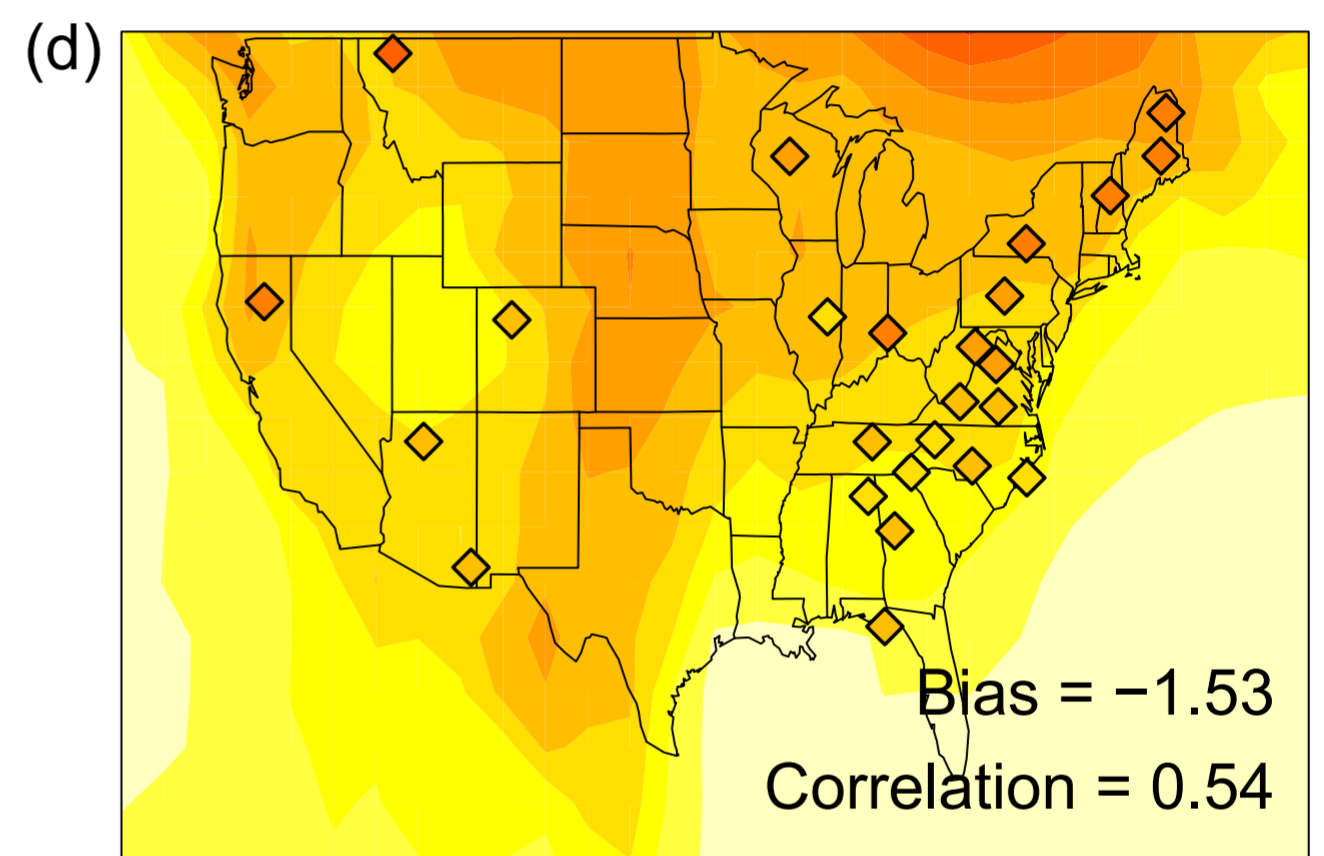 (d)
Bias = −1.53
Correlation = 0.54